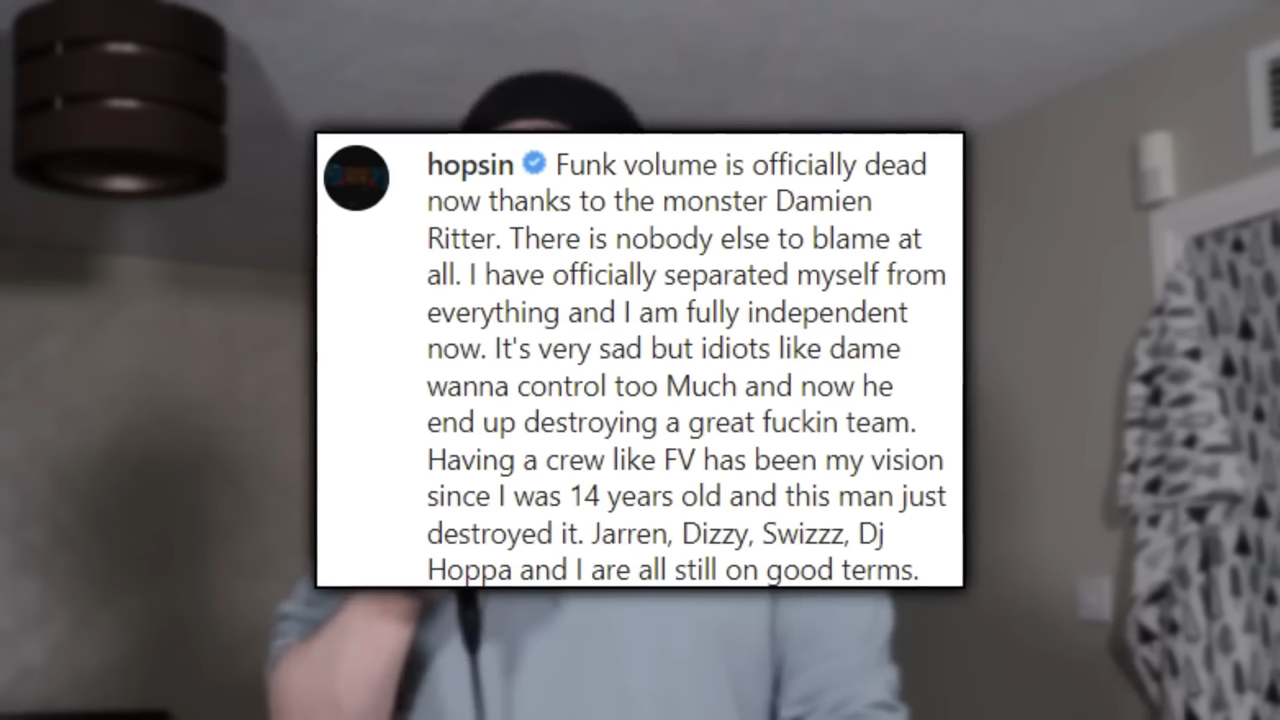 hopsin Funk volume is officially dead
now thanks to the monster Damien
Ritter. There is nobody else to blame at
all. I have officially separated myself from
everything and I am fully independent
now. It's very sad but idiots like dame
wanna control too Much and now he
end up destroying a great fuckin team.
Having a crew like FV has been my vision
since I was 14 years old and this man just
destroyed it. Jarren, Dizzy, Swizzz, Dj
Hoppa and I are all still on good terms.